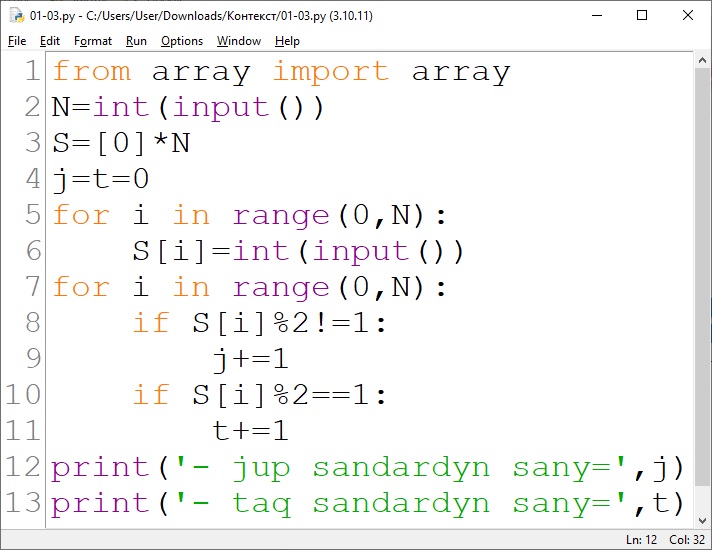 01-03.py - C:/Users/User/Downloads/Контекст/01-03.py (3.10.11)
File Edit Format Run Options Window Help
1 from array import array
2 N=int(input())
3 S=[0]*N
4 j=t=0
5 for i in range(0,N):
6     S[i]=int(input())
7 for i in range(0,N):
8     if S[i]%2!=1:
9         j+=1
10     if S[i]%2==1:
11         t+=1
12 print('- jup sandardyn sany=',j)
13 print('- taq sandardyn sany=',t)
Ln: 12 Col: 32